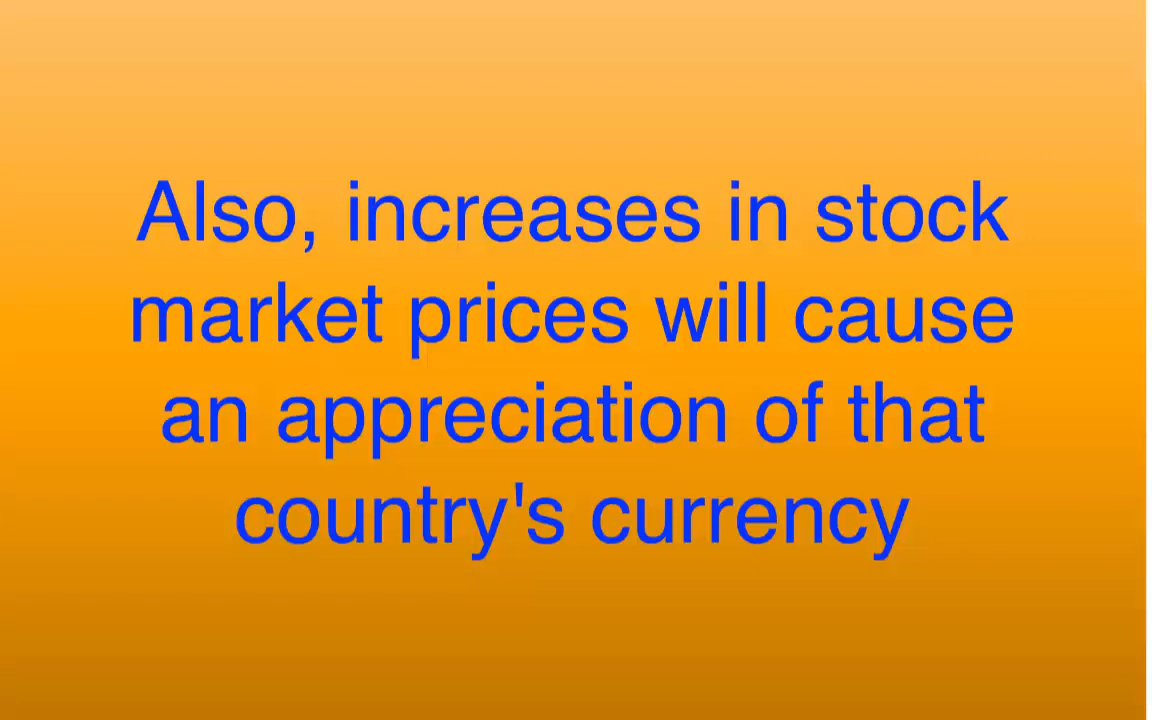 Also, increases in stock
market prices will cause
an appreciation of that
country's currency